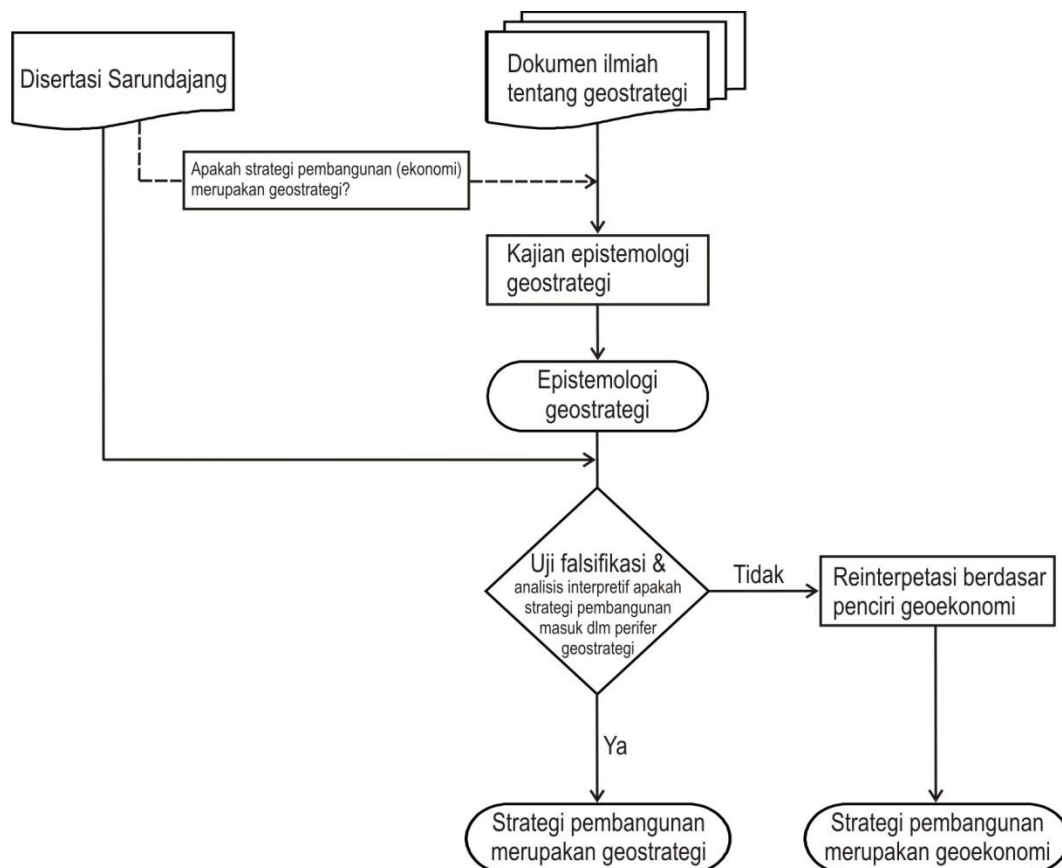 Disertasi Sarundajang
Dokumen ilmiah
tentang geostrategi
Apakah strategi pembangunan (ekonomi)
merupakan geostrategi?
Kajian epistemologi
geostrategi
Epistemologi
geostrategi
Uji falsifikasi &
analisis interpretif apakah
strategi pembangunan
masuk dlm perifer
geostrategi
Tidak
Reinterpetasi berdasar
penciri geoekonomi
Ya
Strategi pembangunan
merupakan geostrategi
Strategi pembangunan
merupakan geoekonomi